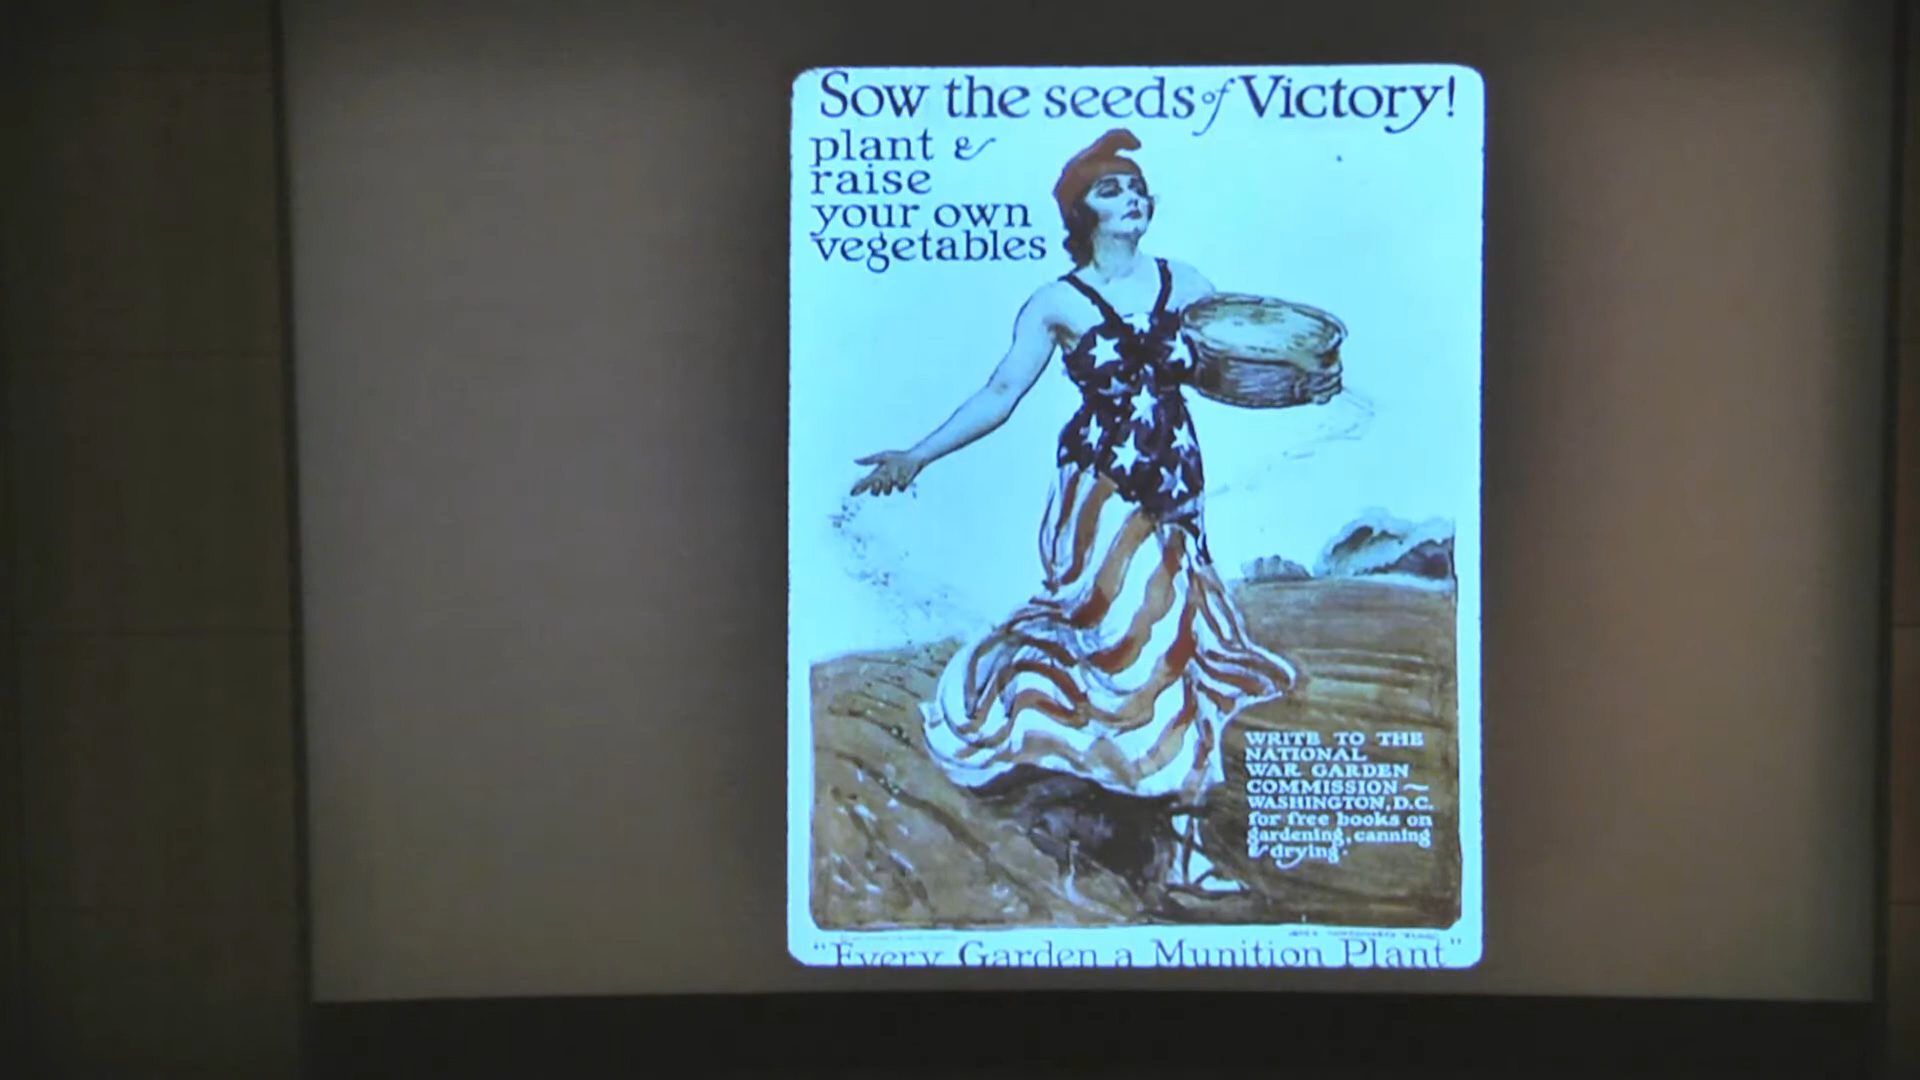 Sow the seeds of Victory!
plant &
raise
your own
vegetables
WRITE TO THE
NATIONAL
WAR GARDEN
COMMISSION ~
WASHINGTON, D.C.
for free books on
gardening, canning
& drying.
"Every Garden a Munition Plant"